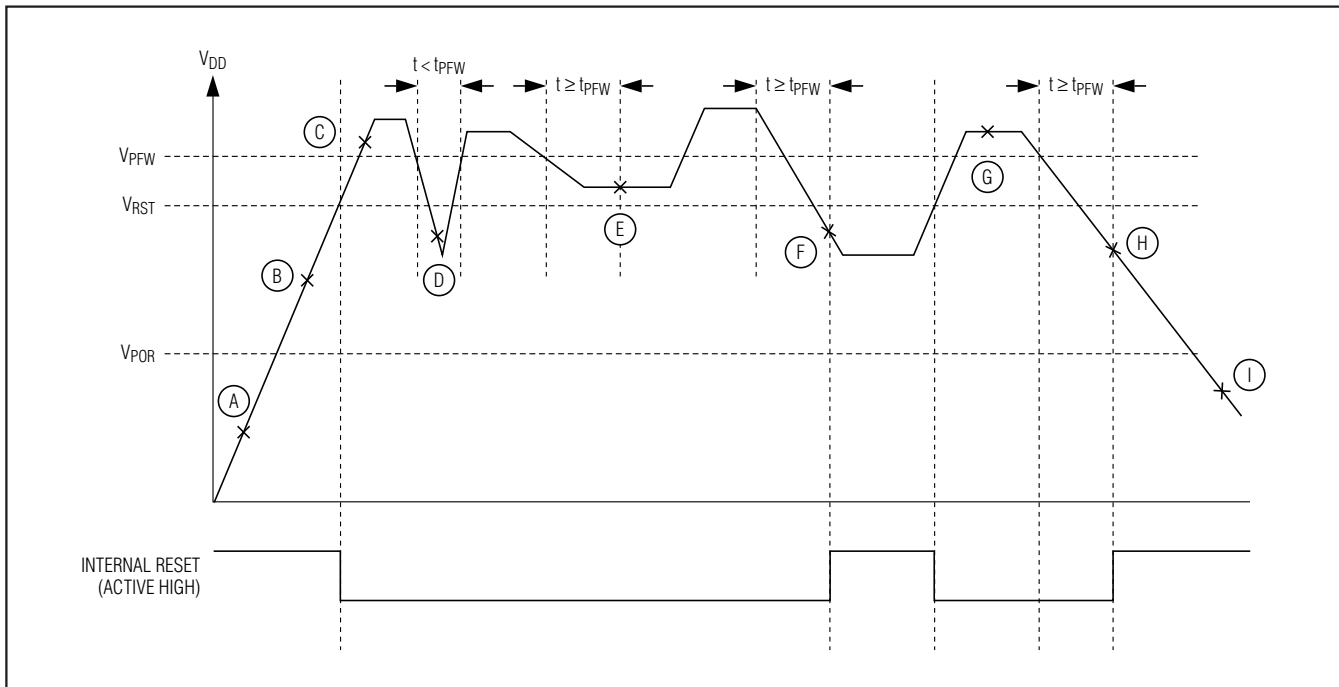 VDD
t < tPFW
t ≥ tPFW
t ≥ tPFW
t ≥ tPFW
C
VPFW
G
VRST
E
F
H
B
D
VPOR
I
A
INTERNAL RESET
(ACTIVE HIGH)